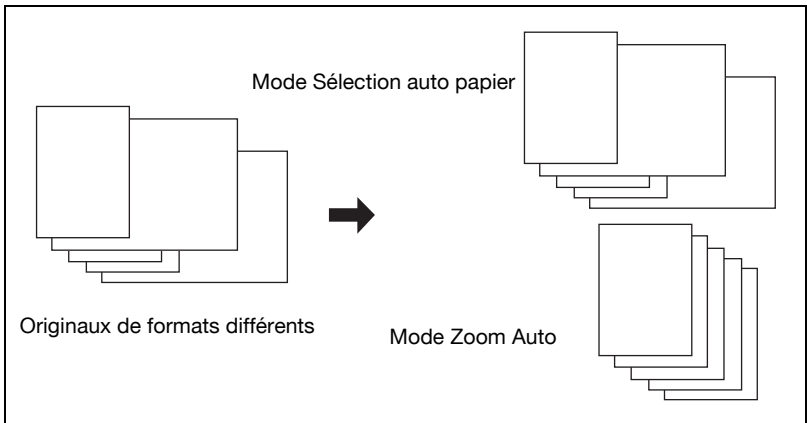 Mode Sélection auto papier
Originaux de formats différents
Mode Zoom Auto